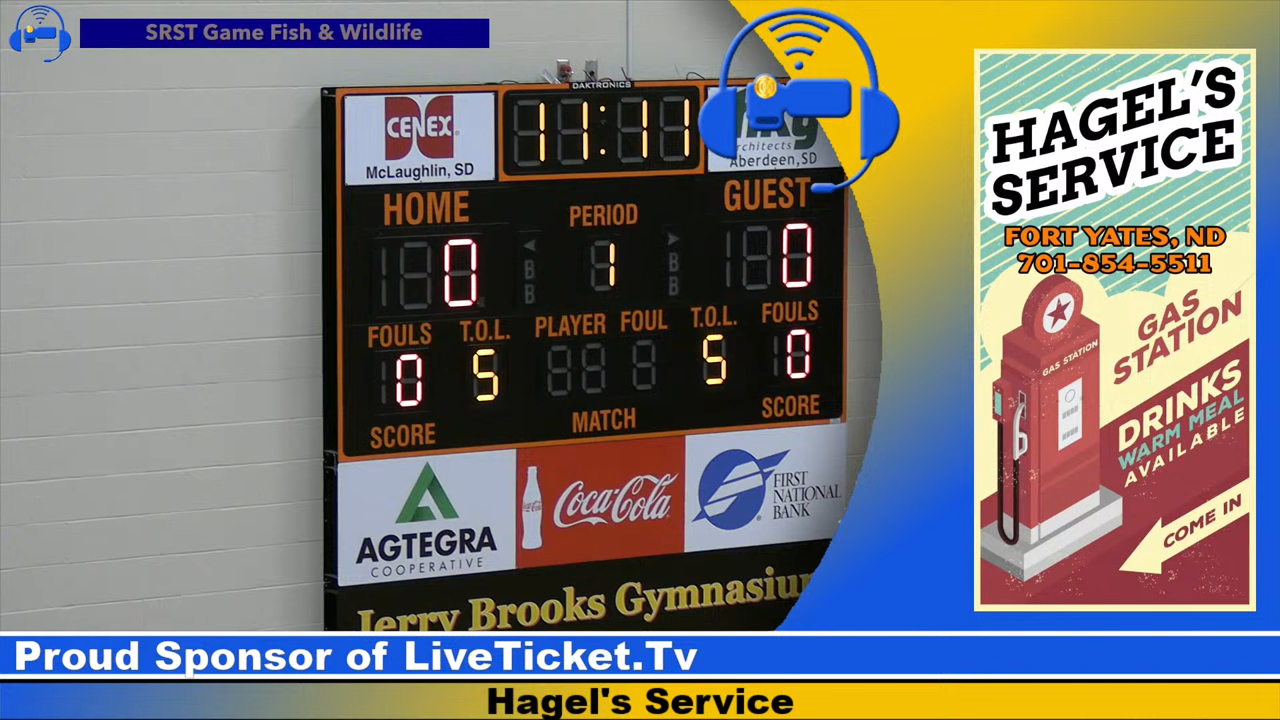 SRST Game Fish & Wildlife
DAKTRONICS
CENEX
McLaughlin, SD
11:11
rchitects
Aberdeen, SD
HOME
PERIOD
GUEST
0
1
0
B
B
B
B
FOULS
T.O.L.
PLAYER
FOUL
T.O.L.
FOULS
0
5
5
0
SCORE
MATCH
SCORE
AGTEGRA
COOPERATIVE
Coca-Cola
FIRST
NATIONAL
BANK
Jerry Brooks Gymnasiu
HAGEL'S
SERVICE
FORT YATES, ND
701-854-5511
GAS STATION
GAS
STATION
DRINKS
WARM MEAL
AVAILABLE
COME IN
Proud Sponsor of LiveTicket.Tv
Hagel's Service